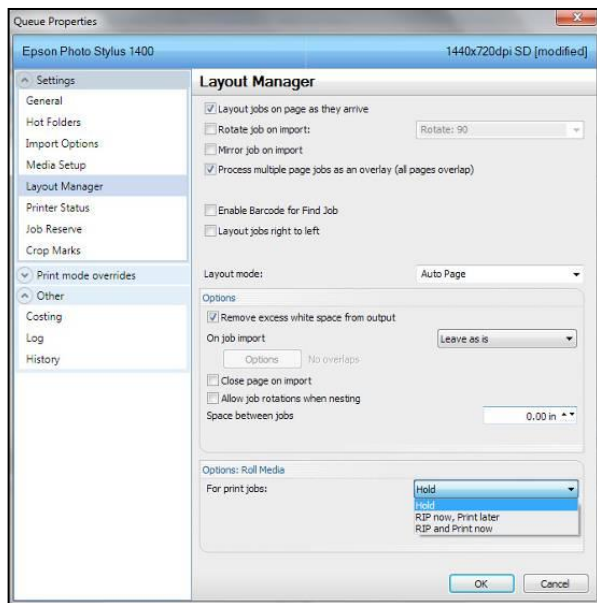 Queue Properties
Epson Photo Stylus 1400 1440x720dpi SD [modified]
Settings
General
Hot Folders
Import Options
Media Setup
Layout Manager
Printer Status
Job Reserve
Crop Marks
Print mode overrides
Other
Costing
Log
History
Layout Manager
Layout jobs on page as they arrive
Rotate job on import: Rotate: 90
Mirror job on import
Process multiple page jobs as an overlay (all pages overlap)
Enable Barcode for Find Job
Layout jobs right to left
Layout mode: Auto Page
Options
Remove excess white space from output
On job import Leave as is
Options No overlaps
Close page on import
Allow job rotations when nesting
Space between jobs 0.00 in
Options: Roll Media
For print jobs: Hold
Hold
RIP now, Print later
RIP and Print now
OK Cancel